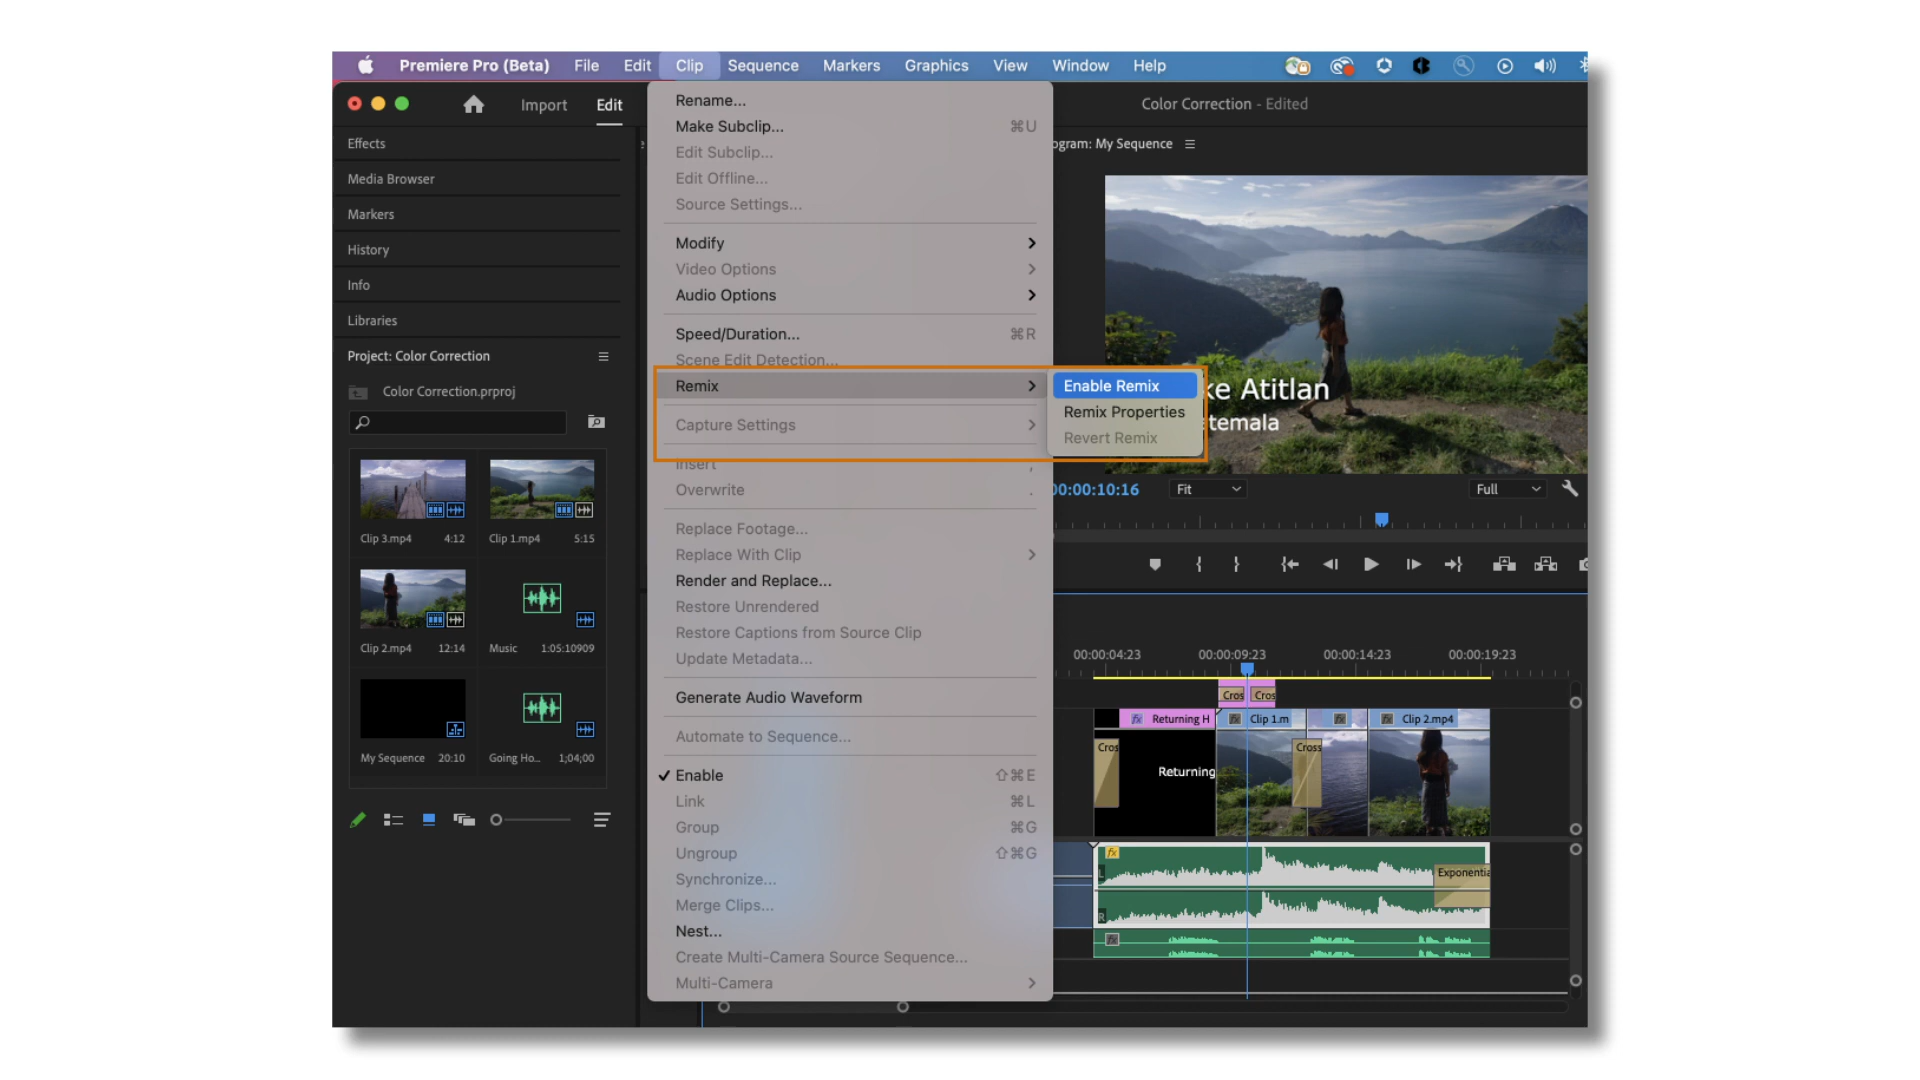 Premiere Pro (Beta) File Edit Clip Sequence Markers Graphics View Window Help
Import Edit
Color Correction - Edited
Effects
Media Browser
Markers
History
Info
Libraries
Project: Color Correction
Color Correction.prproj
Clip 3.mp4 4:12
Clip 1.mp4 5:15
Clip 2.mp4 12:14
Music 1:05:10909
My Sequence 20:10
Going Ho... 1;04;00
Rename...
Make Subclip... ⌘U
Edit Subclip...
Edit Offline...
Source Settings...
Modify
Video Options
Audio Options
Speed/Duration... ⌘R
Scene Edit Detection...
Remix
Capture Settings
Insert ,
Overwrite .
Replace Footage...
Replace With Clip
Render and Replace...
Restore Unrendered
Restore Captions from Source Clip
Update Metadata...
Generate Audio Waveform
Automate to Sequence...
✓ Enable ⇧⌘E
Link ⌘L
Group ⌘G
Ungroup ⇧⌘G
Synchronize...
Merge Clips...
Nest...
Create Multi-Camera Source Sequence...
Multi-Camera
Enable Remix
Remix Properties
Revert Remix
ogram: My Sequence
ke Atitlan
temala
00:00:10:16 Fit Full
00:00:04:23 00:00:09:23 00:00:14:23 00:00:19:23
Cros Cros
fx Returning H fx Clip 1.m fx fx Clip 2.mp4
Cros Cross
Returning
fx
L
Exponentia
R
fx